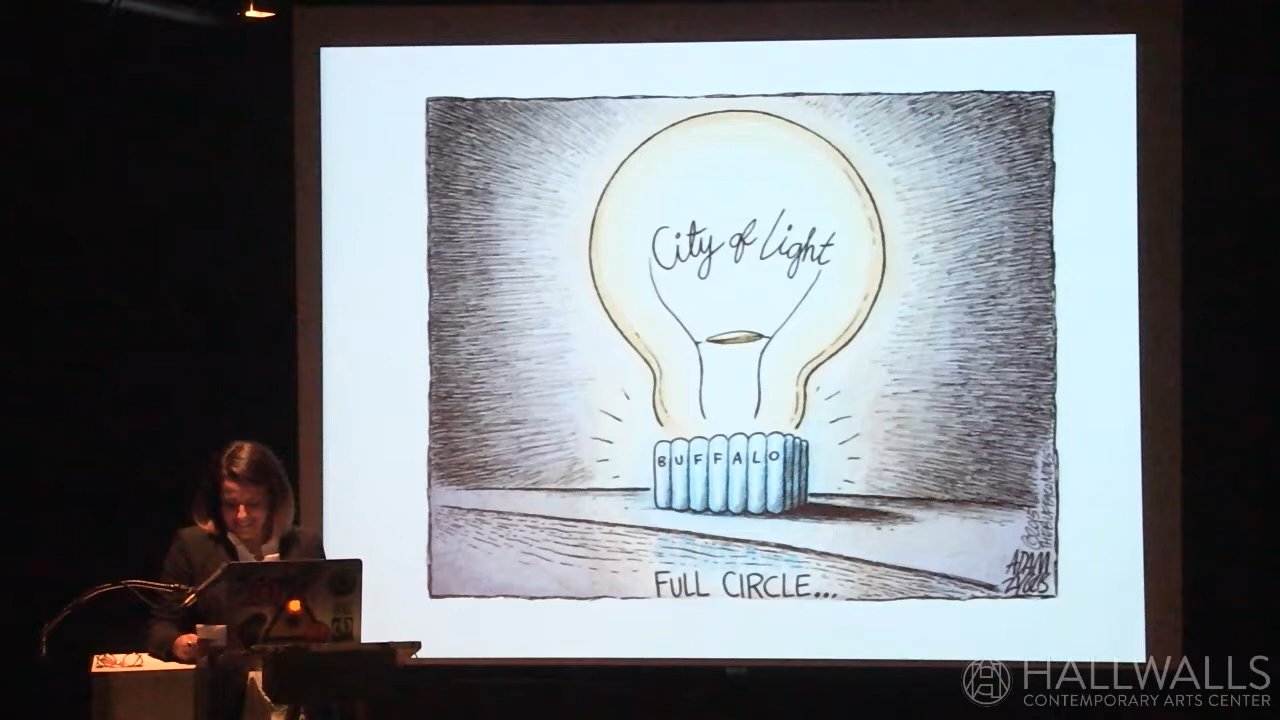 City of Light
BUFFALO
FULL CIRCLE...
ADAM
HALLWALLS
CONTEMPORARY ARTS CENTER